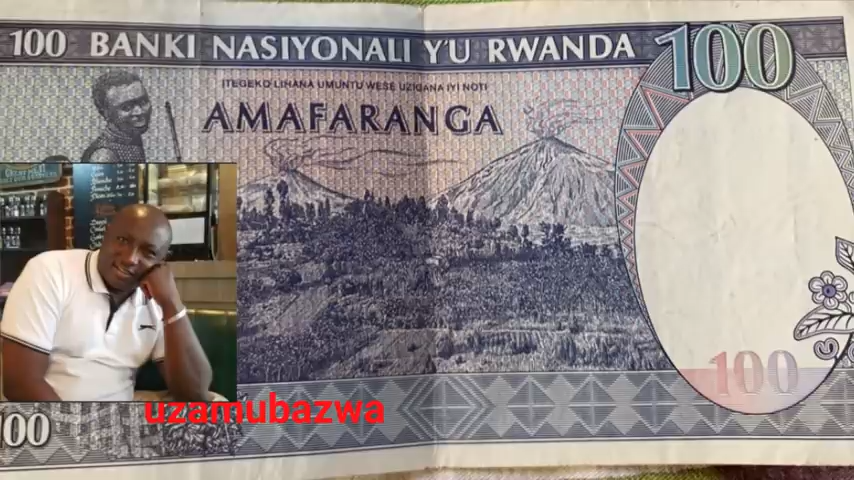 100 BANKI NASIYONALI Y'U RWANDA 100
ITEGEKO LIHANA UMUNTU WESE UZIGANA IYI NOTI
AMAFARANGA
100
uzamubazwa
100